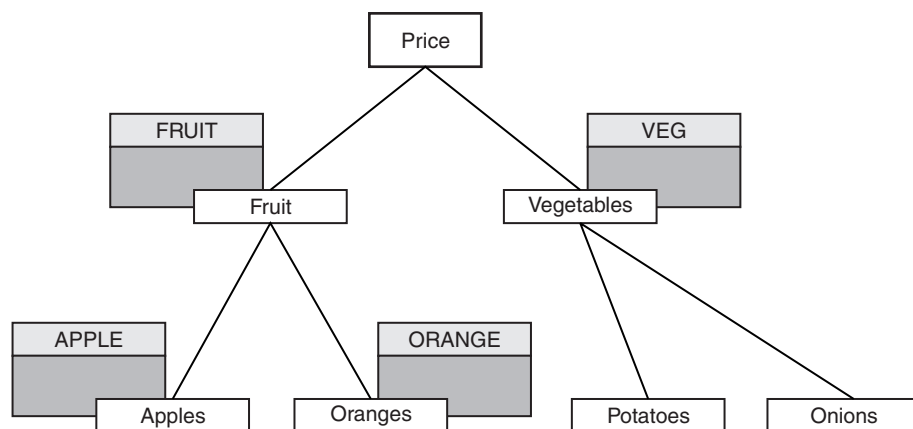 Price
FRUIT
VEG
Fruit
Vegetables
APPLE
ORANGE
Apples
Oranges
Potatoes
Onions